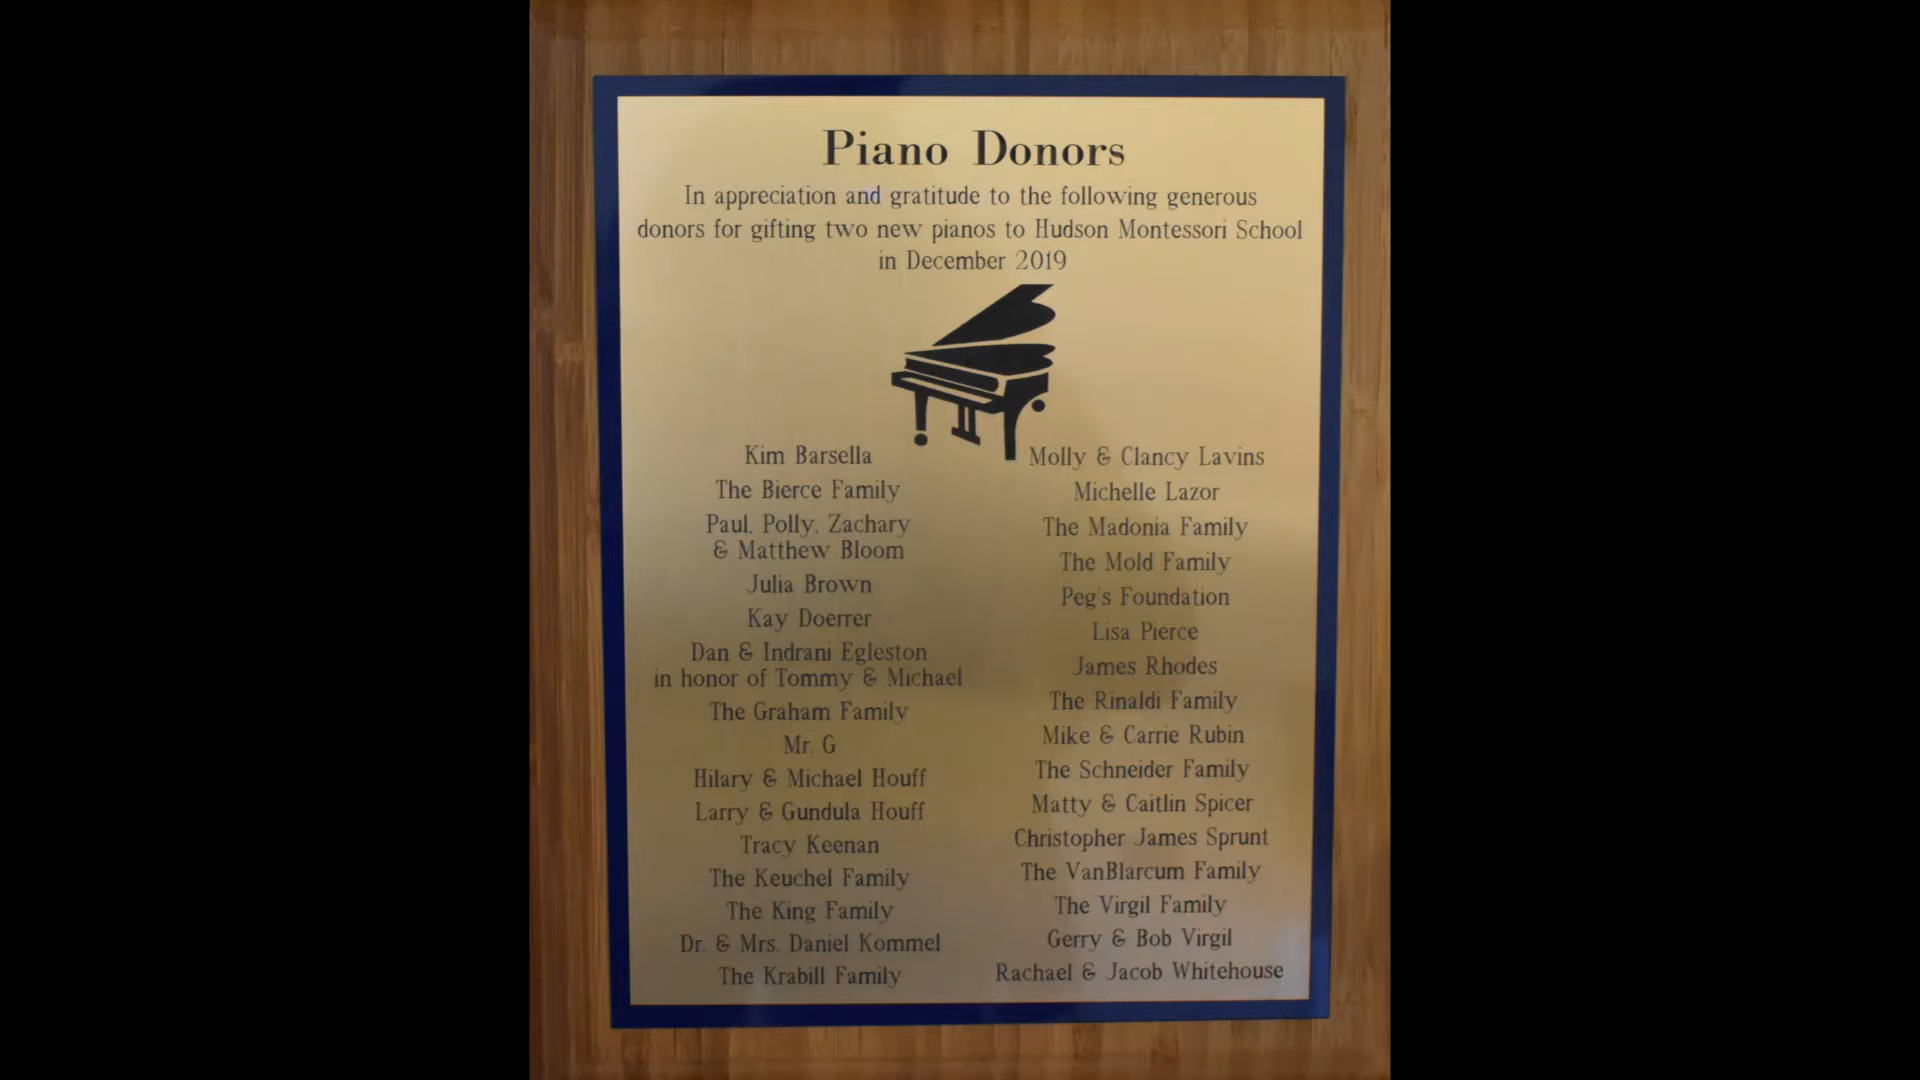 Piano Donors
In appreciation and gratitude to the following generous
donors for gifting two new pianos to Hudson Montessori School
in December 2019
Kim Barsella
The Bierce Family
Paul, Polly, Zachary
& Matthew Bloom
Julia Brown
Kay Doerrer
Dan & Indrani Egleston
in honor of Tommy & Michael
The Graham Family
Mr. G
Hilary & Michael Houff
Larry & Gundula Houff
Tracy Keenan
The Keuchel Family
The King Family
Dr. & Mrs. Daniel Kommel
The Krabill Family
Molly & Clancy Lavins
Michelle Lazor
The Madonia Family
The Mold Family
Peg's Foundation
Lisa Pierce
James Rhodes
The Rinaldi Family
Mike & Carrie Rubin
The Schneider Family
Matty & Caitlin Spicer
Christopher James Sprunt
The VanBlarcum Family
The Virgil Family
Gerry & Bob Virgil
Rachael & Jacob Whitehouse